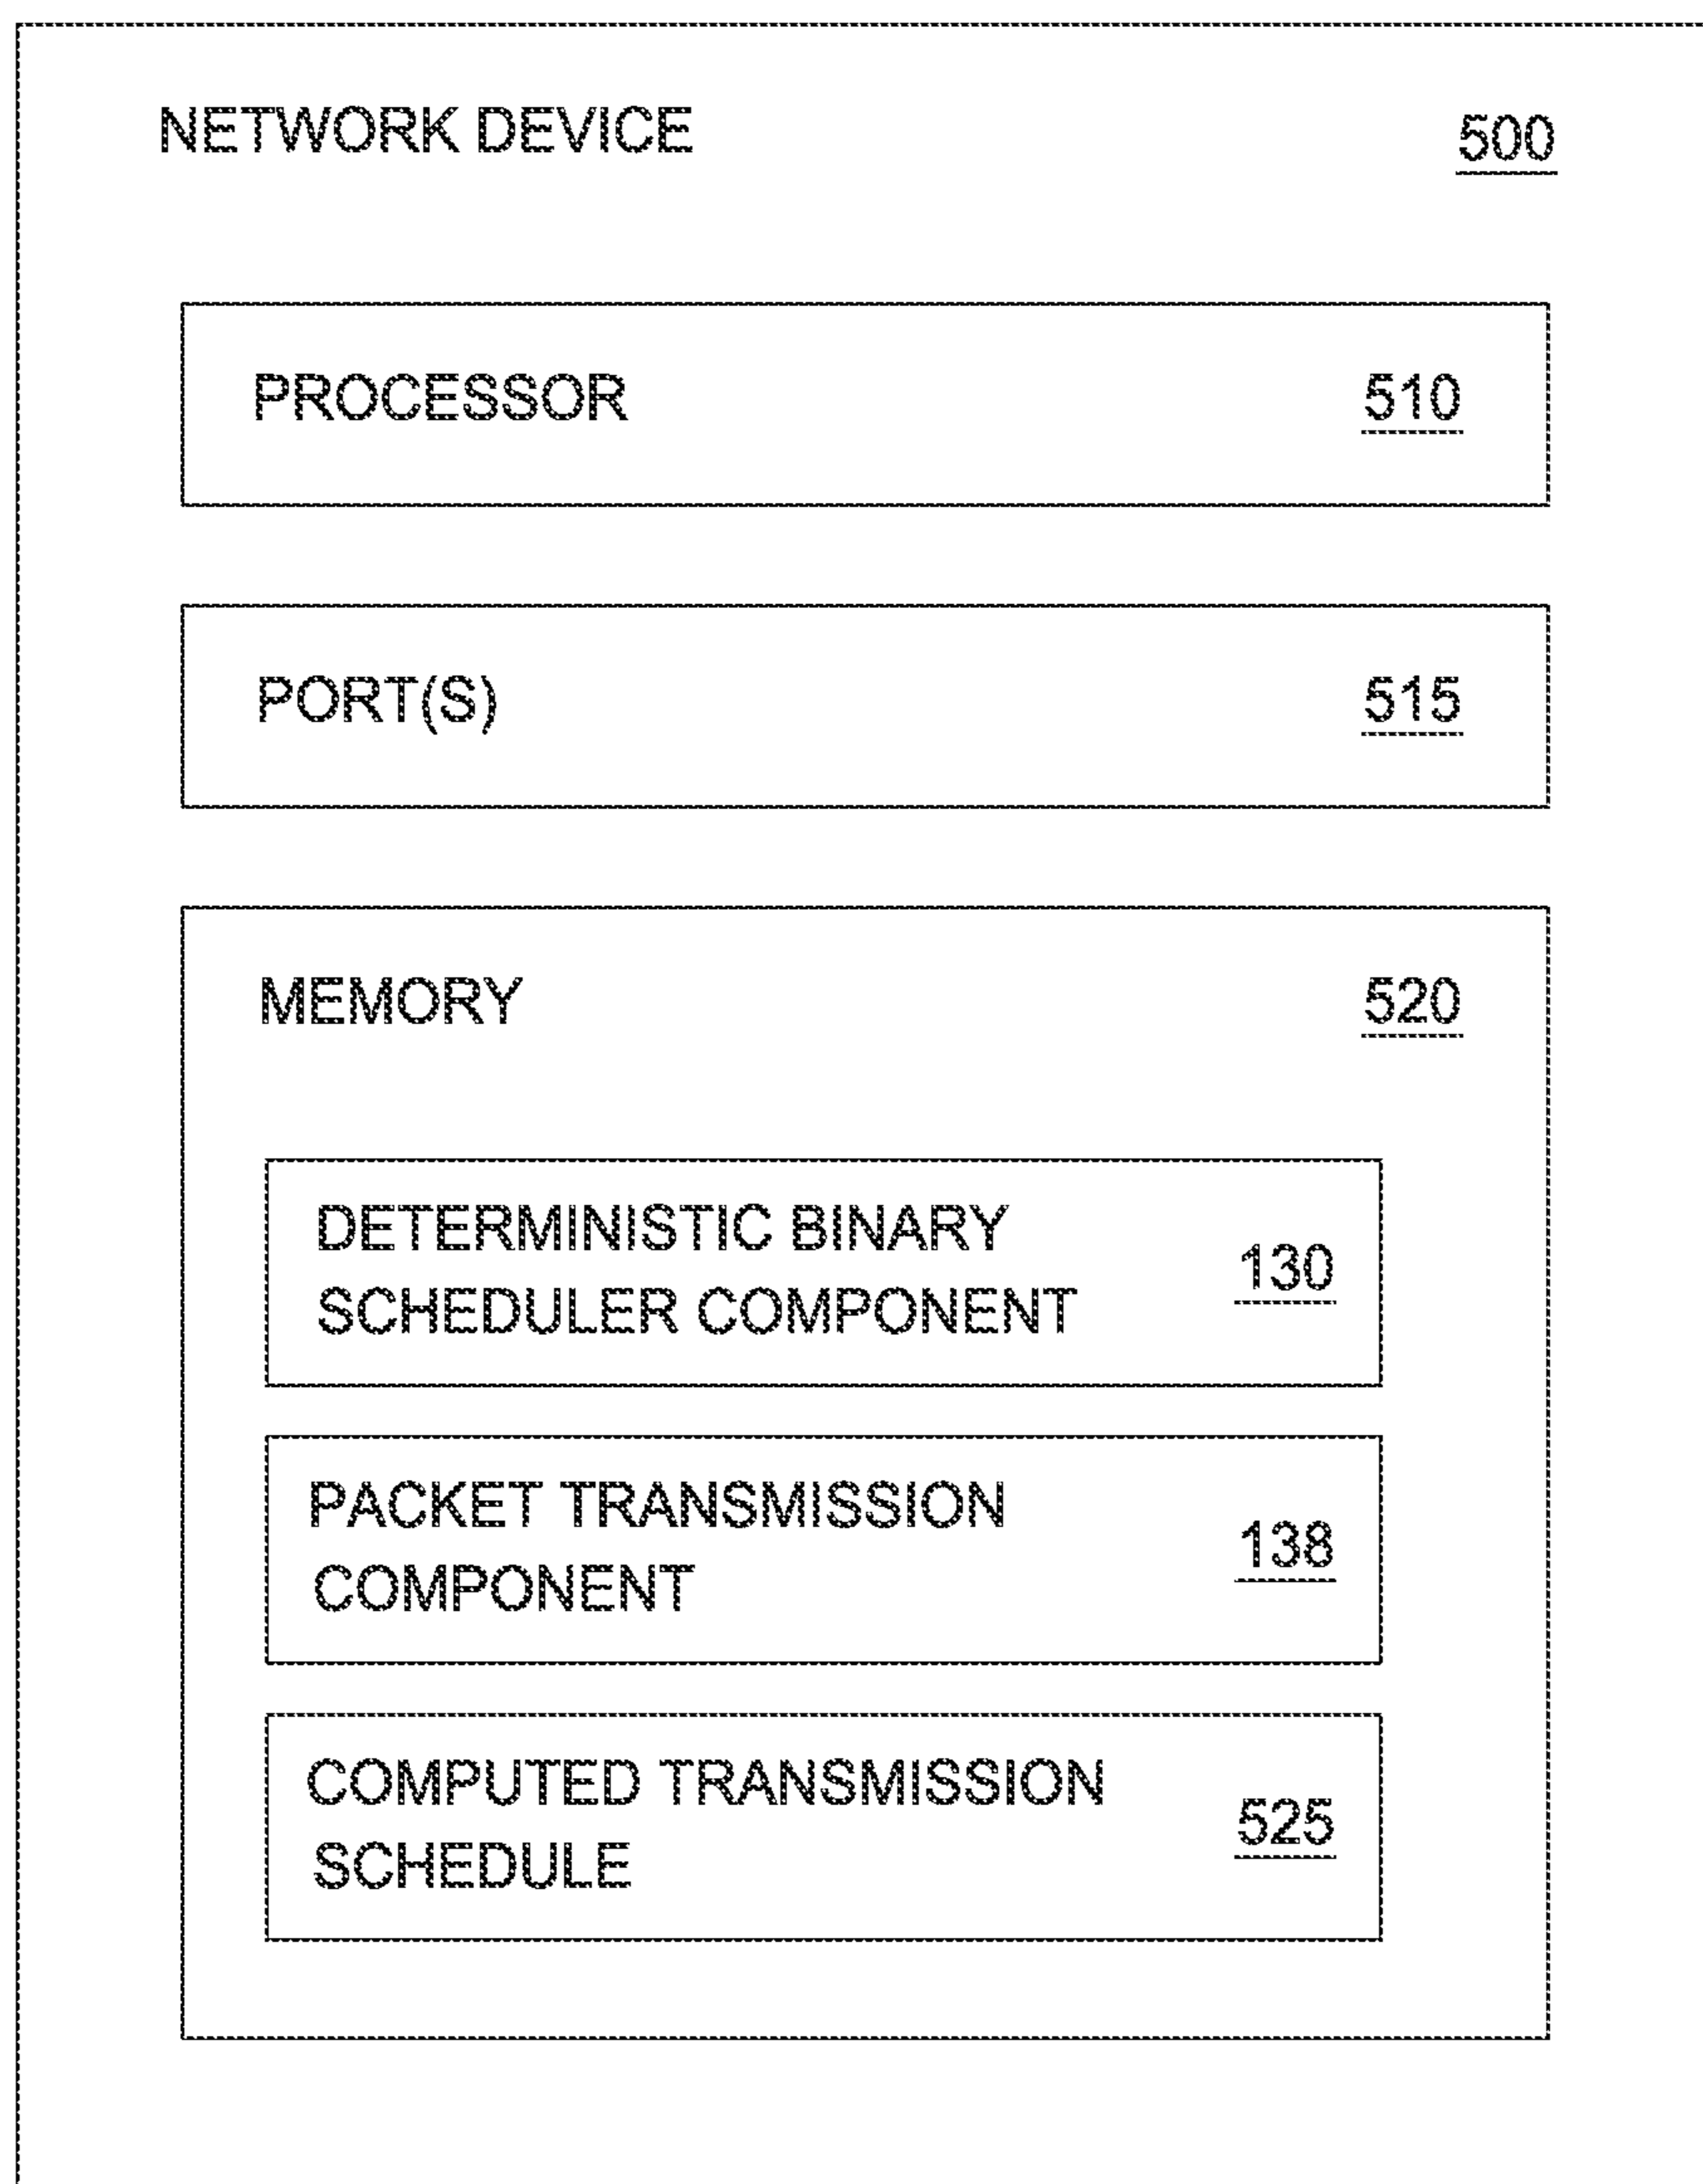 NETWORK DEVICE 500
PROCESSOR 510
PORT(S) 515
MEMORY 520
DETERMINISTIC BINARY
SCHEDULER COMPONENT 130
PACKET TRANSMISSION
COMPONENT 138
COMPUTED TRANSMISSION
SCHEDULE 525